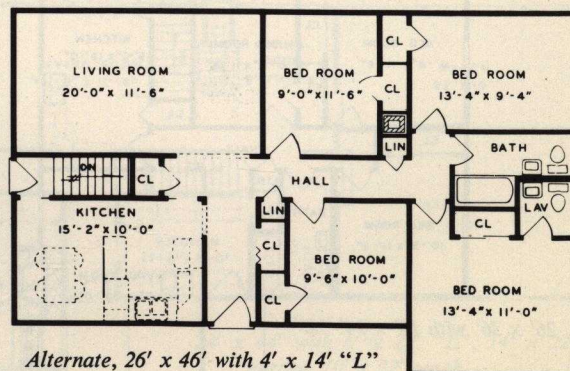 LIVING ROOM
20'-0" x 11'-6"
BED ROOM
9'-0"x11'-6"
CL
CL
LIN
BED ROOM
13'-4"x 9'-4"
BATH
DN
CL
HALL
KITCHEN
15'-2"x 10'-0"
LIN
CL
CL
BED ROOM
9'-6"x 10'-0"
LAV
CL
BED ROOM
13'-4"x 11'-0"
Alternate, 26' x 46' with 4' x 14' "L"